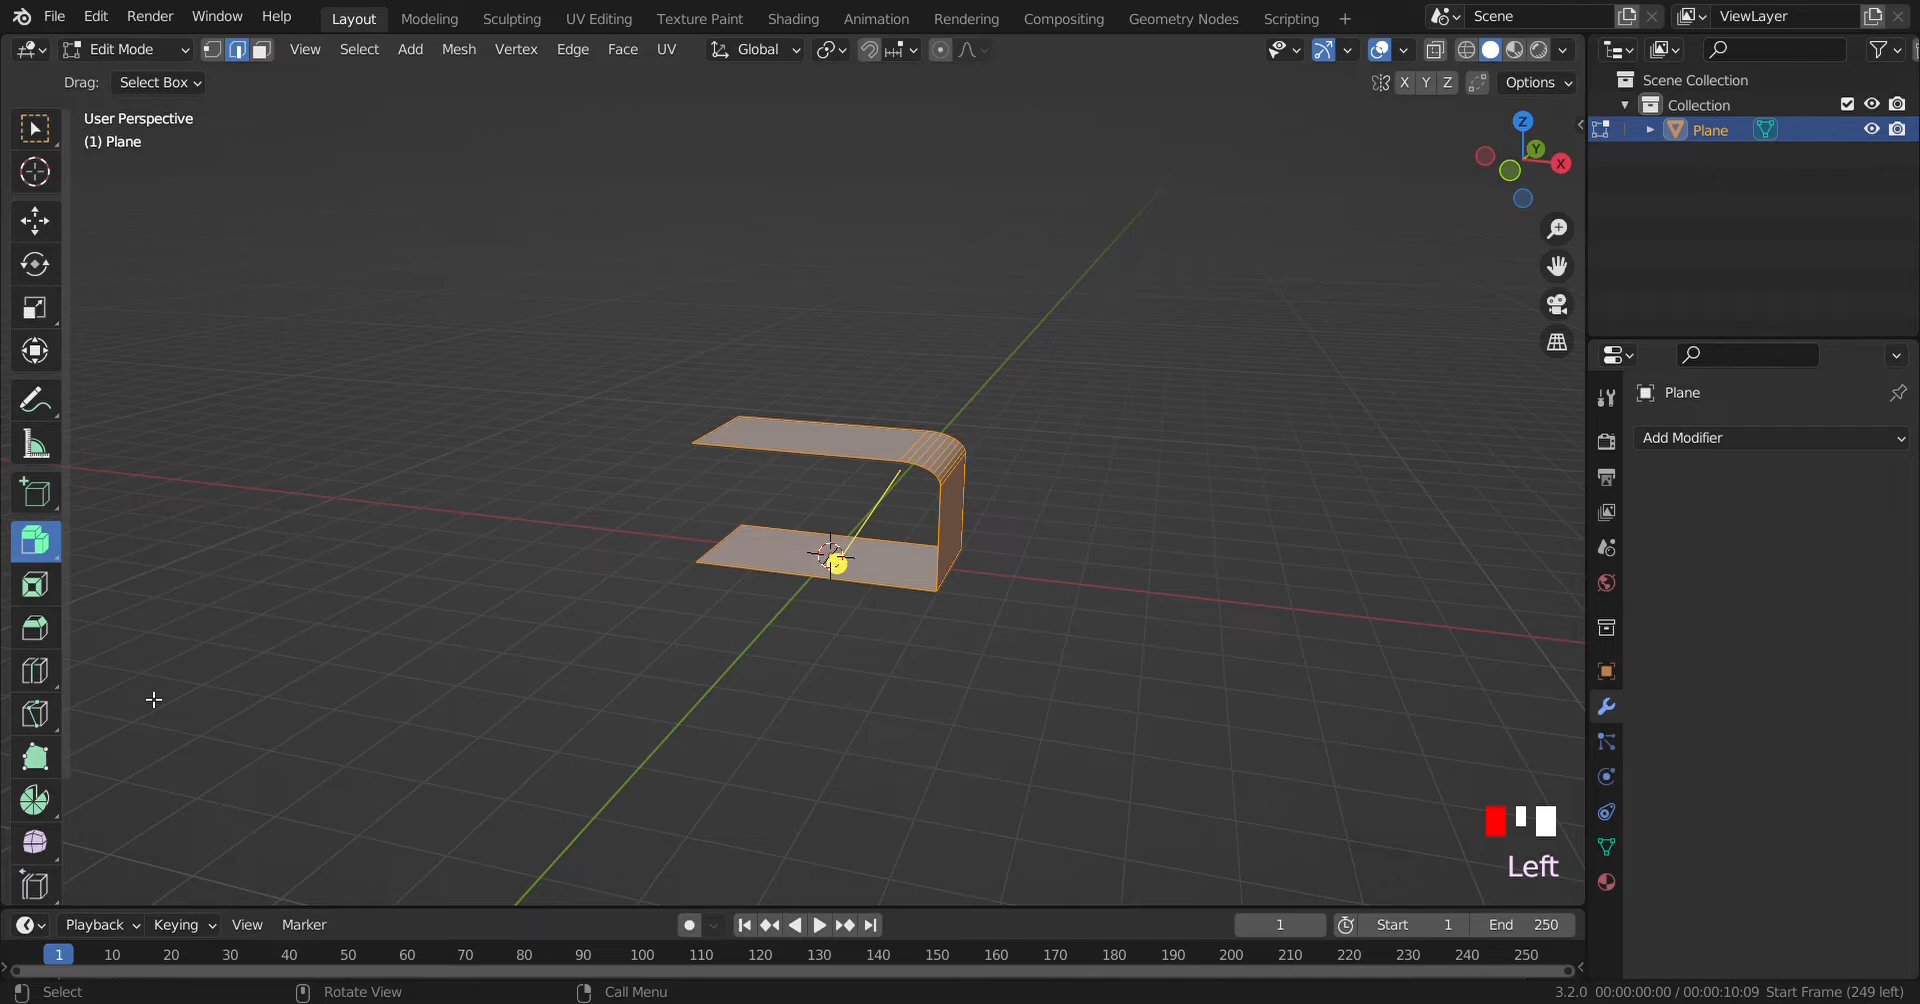 File Edit Render Window Help Layout Modeling Sculpting UV Editing Texture Paint Shading Animation Rendering Compositing Geometry Nodes Scripting + Scene ViewLayer
Edit Mode View Select Add Mesh Vertex Edge Face UV Global
Drag: Select Box X Y Z Options
Scene Collection
Collection
Plane
User Perspective
(1) Plane
Z
Y
X
Plane
Add Modifier
Left
Playback Keying View Marker 1 Start 1 End 250
1 10 20 30 40 50 60 70 80 90 100 110 120 130 140 150 160 170 180 190 200 210 220 230 240 250
Select Rotate View Call Menu 3.2.0 00:00:00:00 / 00:00:10:09 Start Frame (249 left)